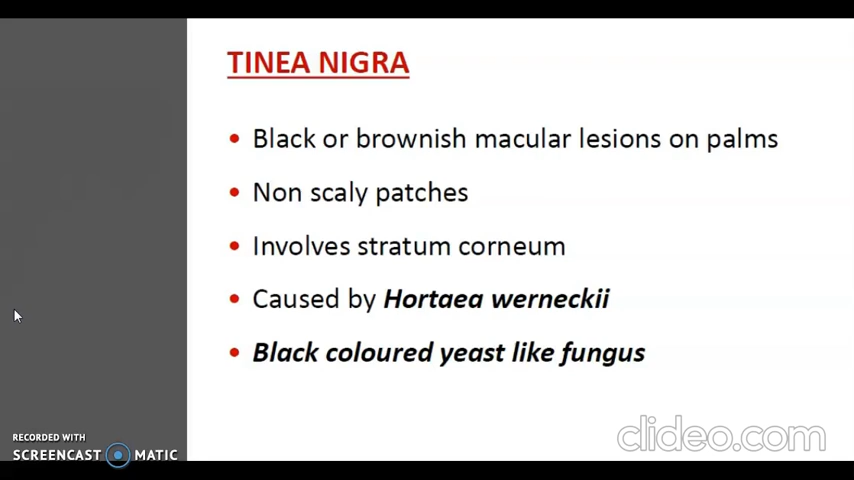 TINEA NIGRA
• Black or brownish macular lesions on palms
• Non scaly patches
• Involves stratum corneum
• Caused by Hortaea werneckii
• Black coloured yeast like fungus
RECORDED WITH
SCREENCAST MATIC
clideo.com